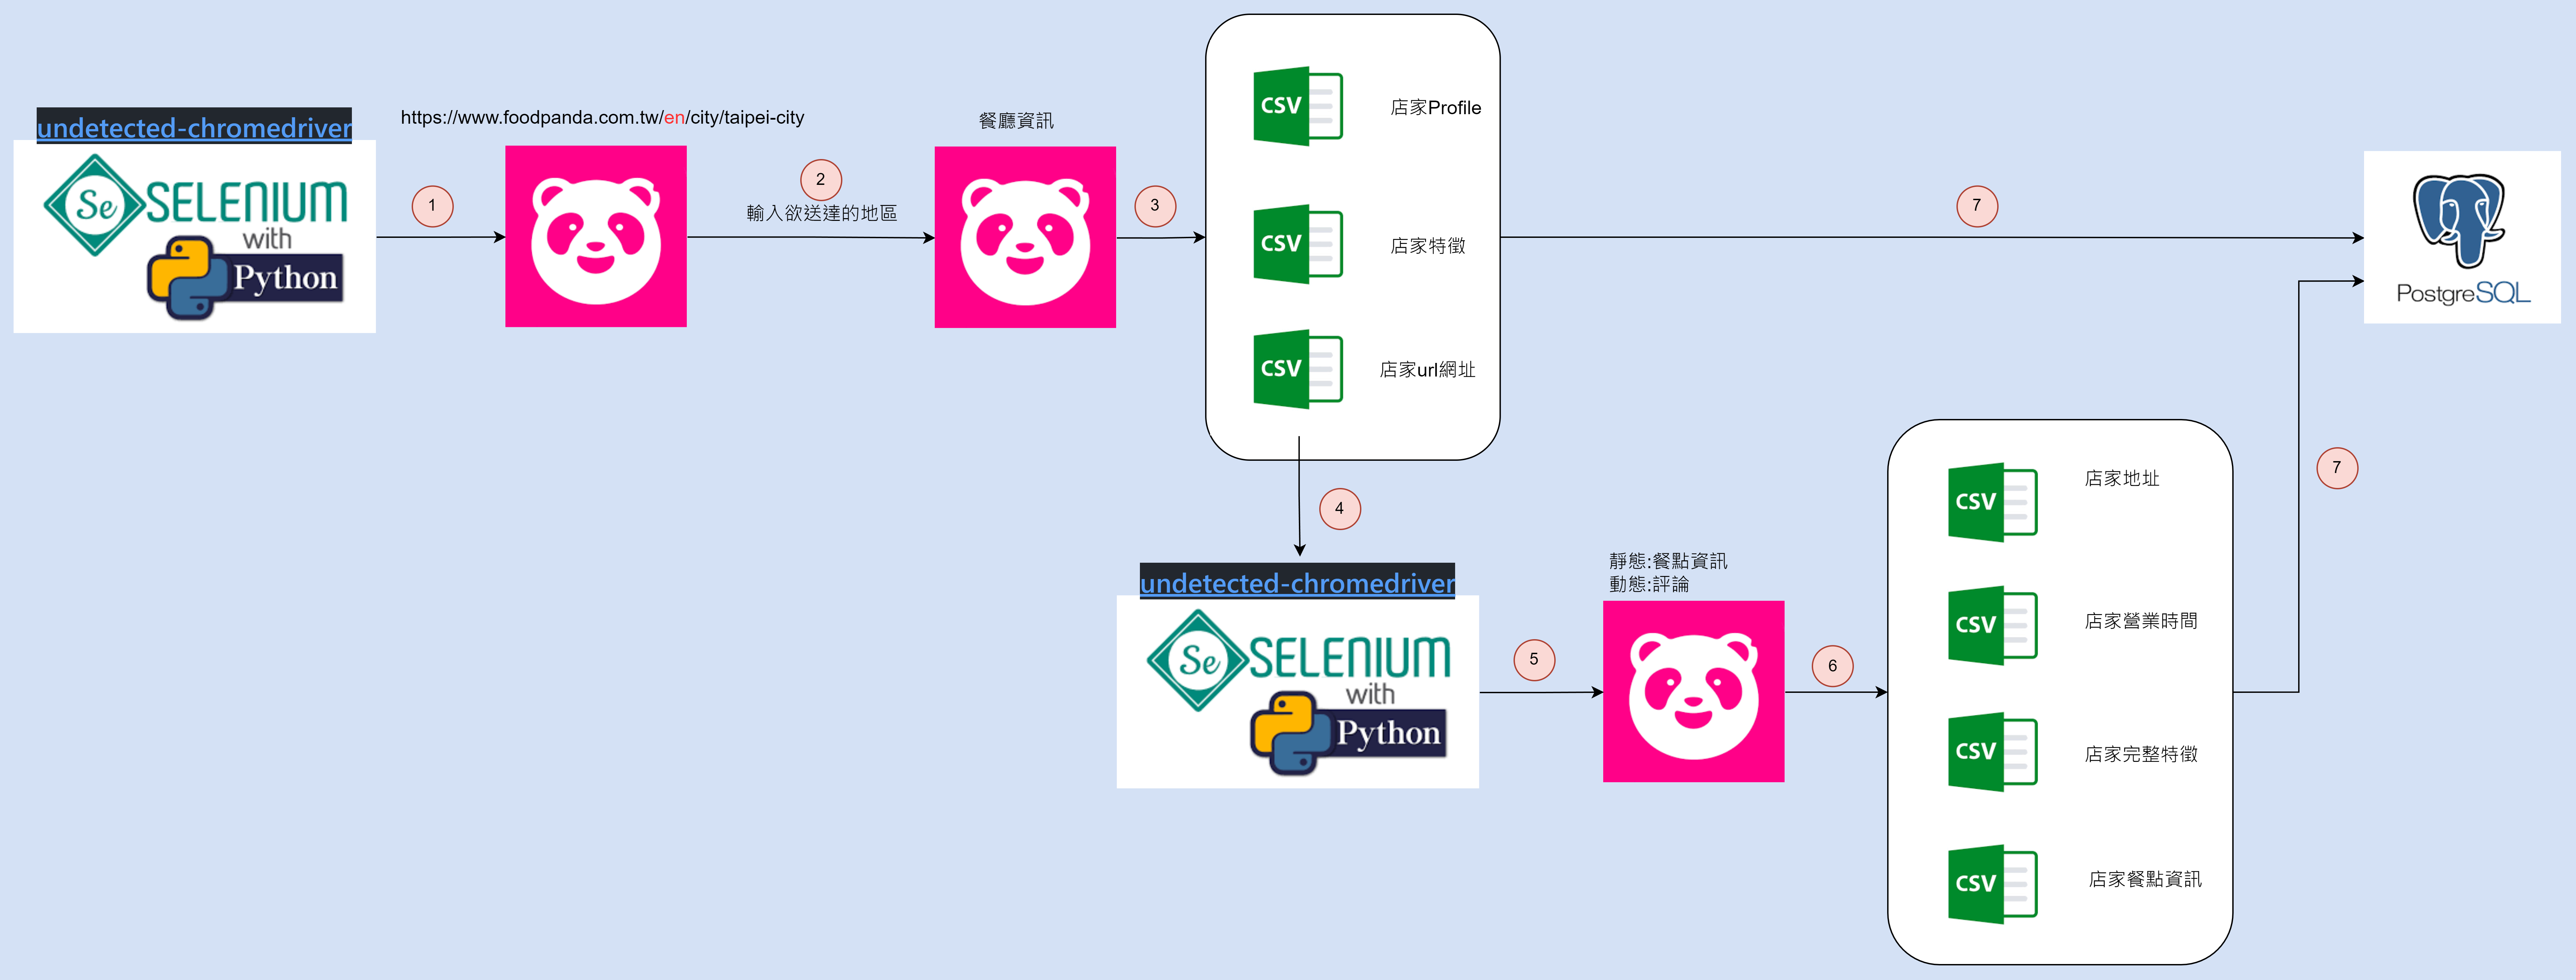 undetected-chromedriver
Se SELENIUM
with
Python
1
https://www.foodpanda.com.tw/en/city/taipei-city
2
輸入欲送達的地區
餐廳資訊
3
CSV 店家Profile
CSV 店家特徵
CSV 店家url網址
7
PostgreSQL
4
undetected-chromedriver
Se SELENIUM
with
Python
5
靜態:餐點資訊
動態:評論
6
CSV 店家地址
CSV 店家營業時間
CSV 店家完整特徵
CSV 店家餐點資訊
7